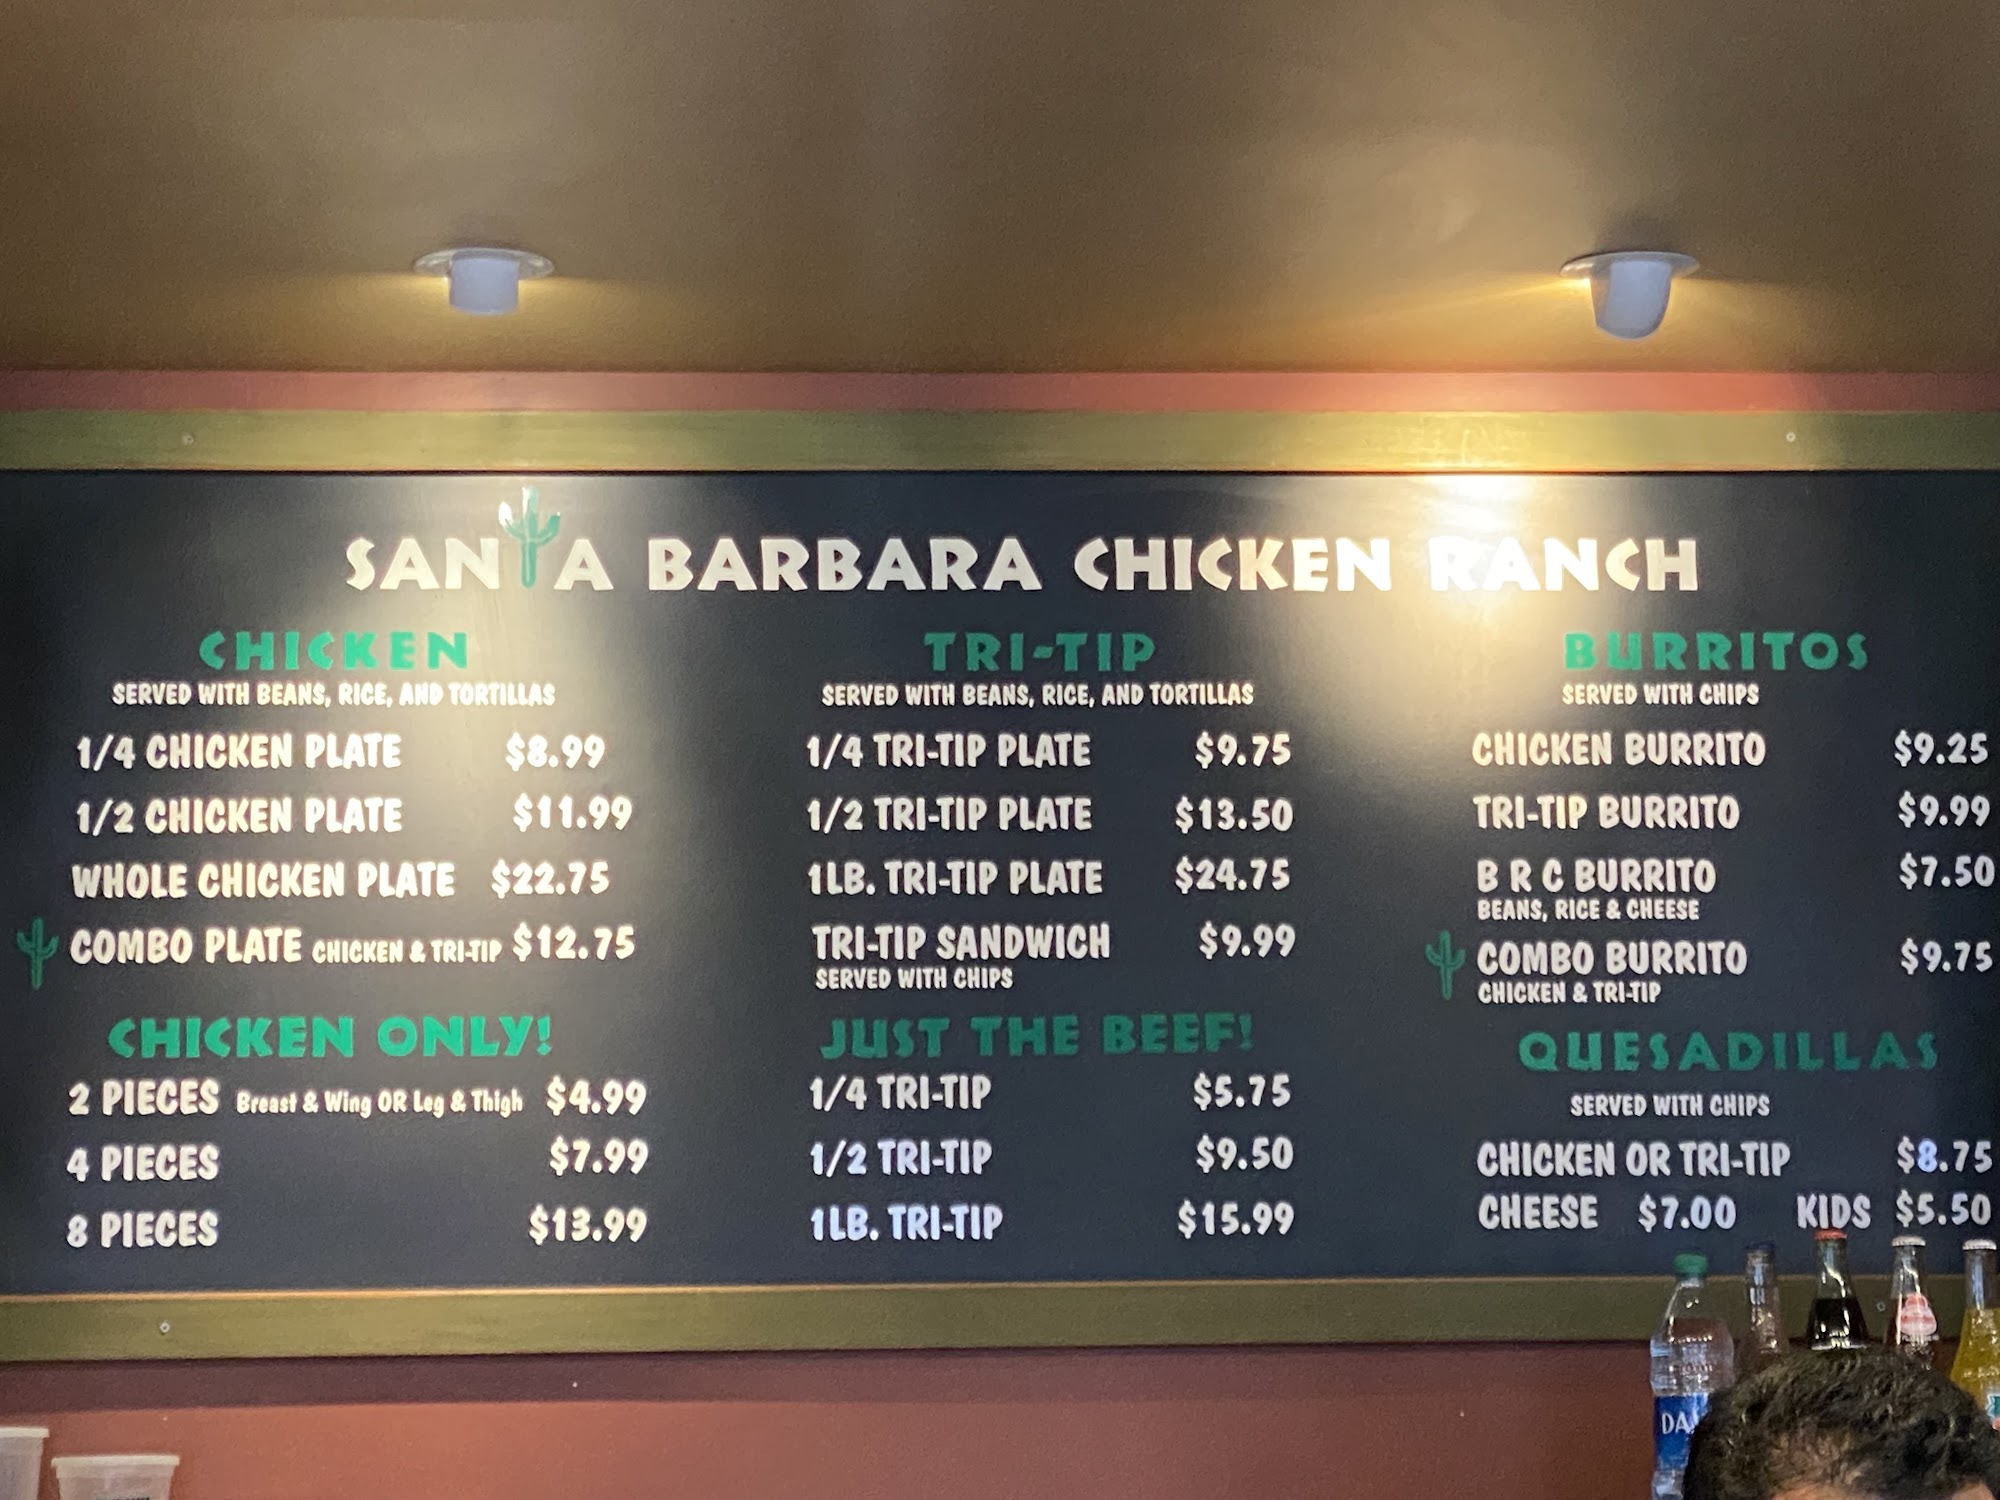 SANTA BARBARA CHICKEN RANCH
CHICKEN
SERVED WITH BEANS, RICE, AND TORTILLAS
1/4 CHICKEN PLATE $8.99
1/2 CHICKEN PLATE $11.99
WHOLE CHICKEN PLATE $22.75
COMBO PLATE CHICKEN & TRI-TIP $12.75
CHICKEN ONLY!
2 PIECES Breast & Wing OR Leg & Thigh $4.99
4 PIECES $7.99
8 PIECES $13.99
TRI-TIP
SERVED WITH BEANS, RICE, AND TORTILLAS
1/4 TRI-TIP PLATE $9.75
1/2 TRI-TIP PLATE $13.50
1LB. TRI-TIP PLATE $24.75
TRI-TIP SANDWICH $9.99
SERVED WITH CHIPS
JUST THE BEEF!
1/4 TRI-TIP $5.75
1/2 TRI-TIP $9.50
1LB. TRI-TIP $15.99
BURRITOS
SERVED WITH CHIPS
CHICKEN BURRITO $9.25
TRI-TIP BURRITO $9.99
B R C BURRITO $7.50
BEANS, RICE & CHEESE
COMBO BURRITO $9.75
CHICKEN & TRI-TIP
QUESADILLAS
SERVED WITH CHIPS
CHICKEN OR TRI-TIP $8.75
CHEESE $7.00 KIDS $5.50